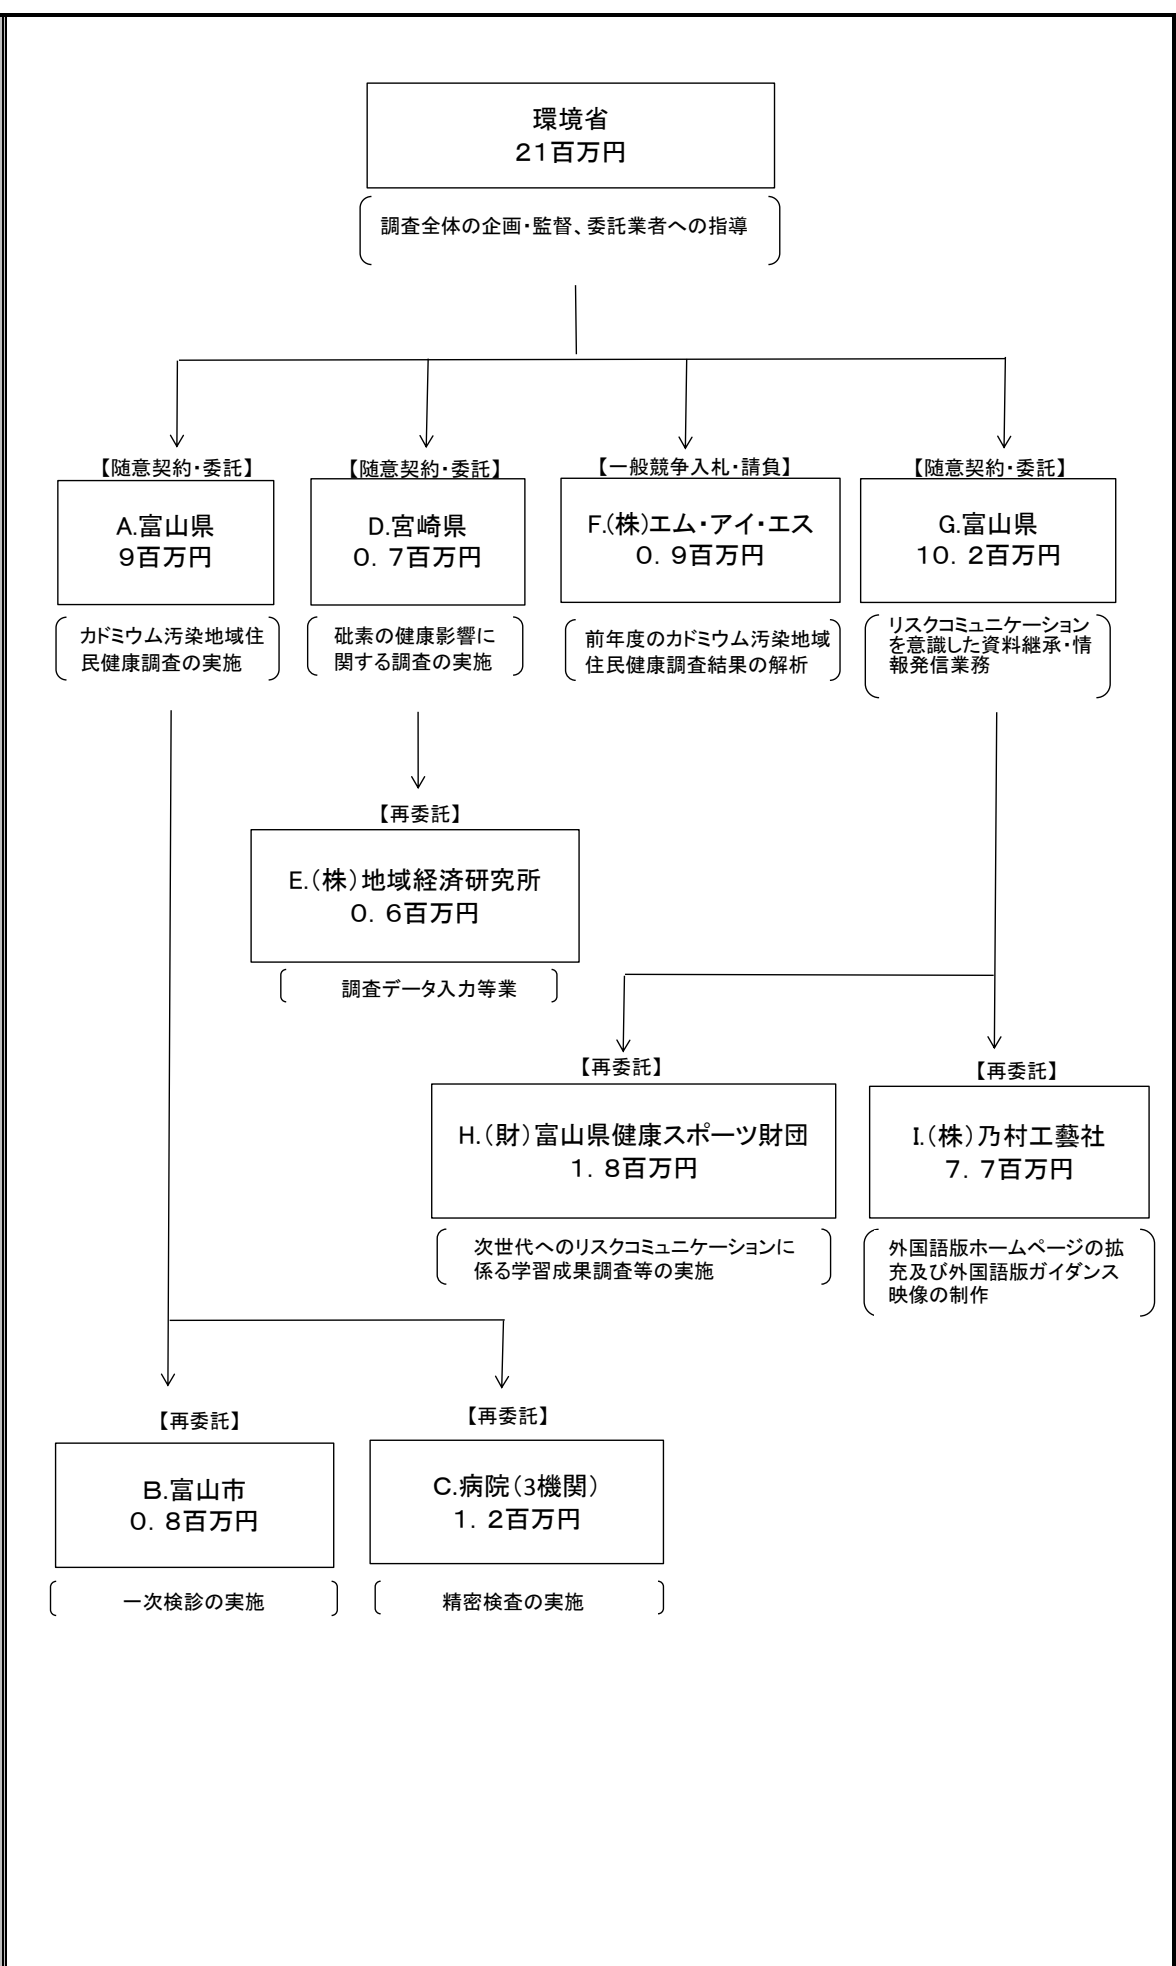 環境省
21百万円
調査全体の企画・監督、委託業者への指導
【随意契約・委託】
A.富山県
9百万円
カドミウム汚染地域住
民健康調査の実施
【随意契約・委託】
D.宮崎県
0．7百万円
砒素の健康影響に
関する調査の実施
【一般競争入札・請負】
F.(株)エム・アイ・エス
0．9百万円
前年度のカドミウム汚染地域
住民健康調査結果の解析
【随意契約・委託】
G.富山県
10．2百万円
リスクコミュニケーション
を意識した資料継承・情
報発信業務
【再委託】
E.（株）地域経済研究所
0．6百万円
調査データ入力等業
【再委託】
H.（財）富山県健康スポーツ財団
1．8百万円
次世代へのリスクコミュニケーションに
係る学習成果調査等の実施
【再委託】
I.（株）乃村工藝社
7．7百万円
外国語版ホームページの拡
充及び外国語版ガイダンス
映像の制作
【再委託】
B.富山市
0．8百万円
一次検診の実施
【再委託】
C.病院（3機関）
1．2百万円
精密検査の実施